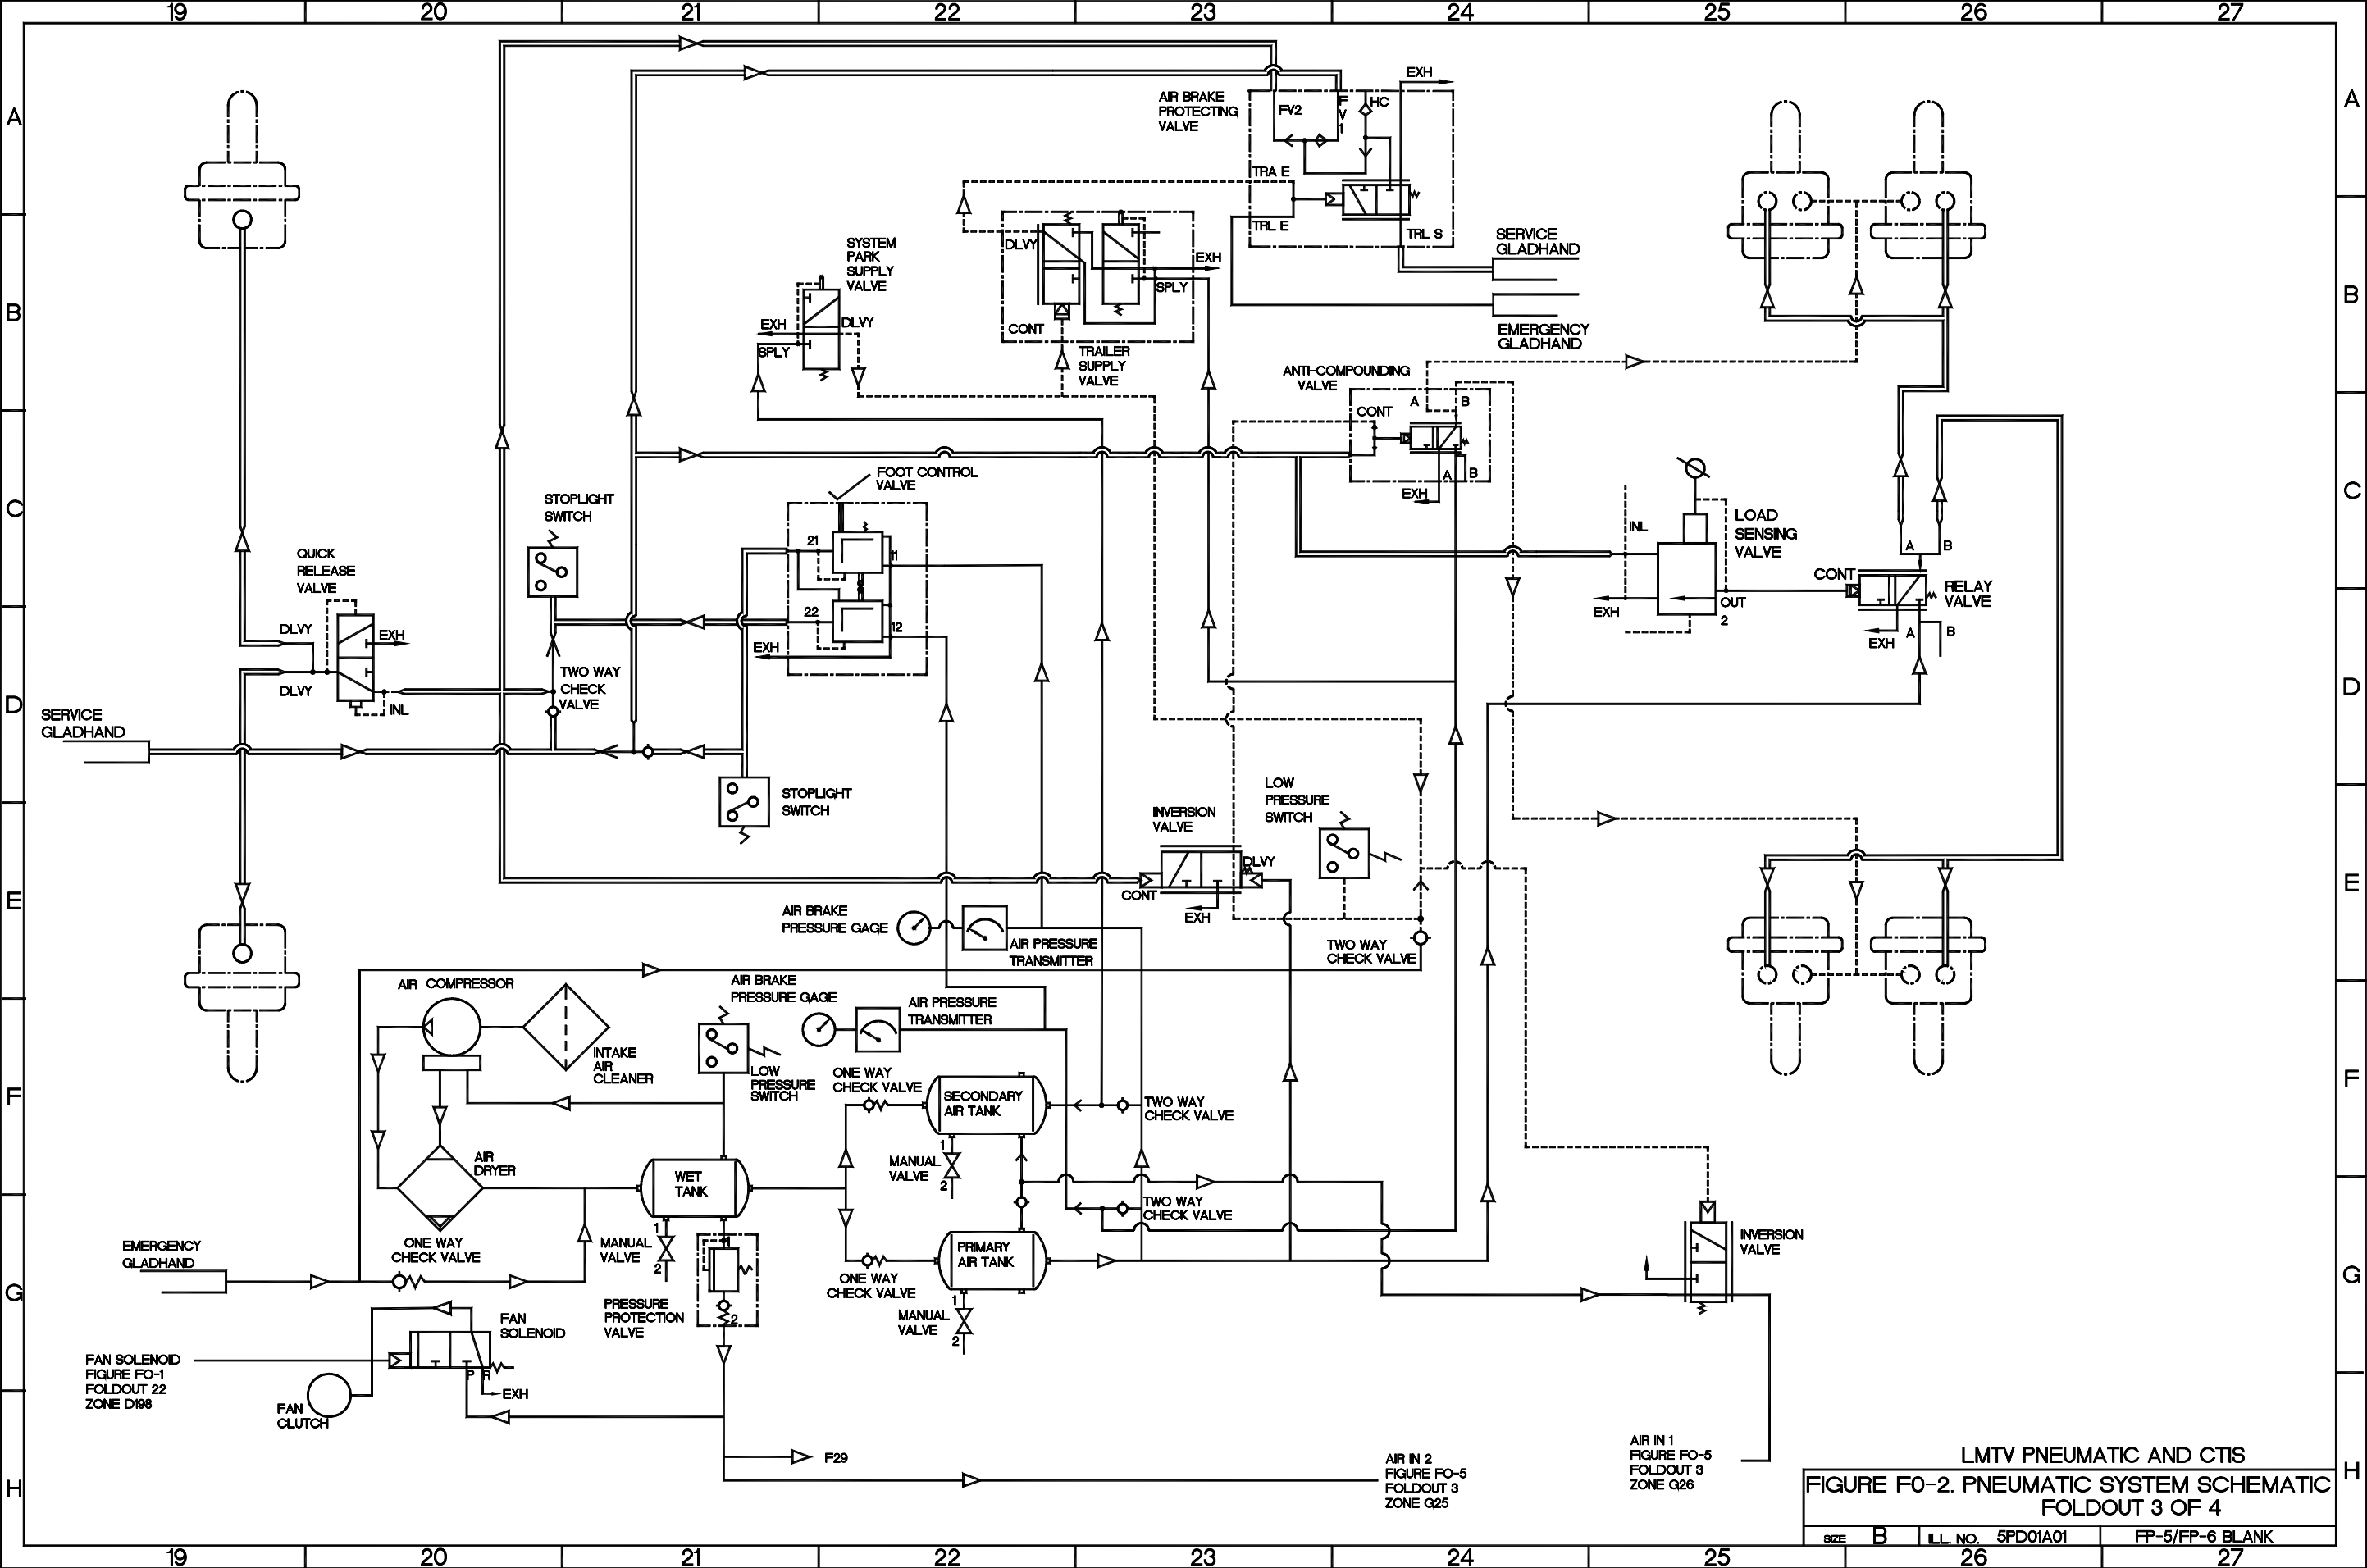 19 20 21 22 23 24 25 26 27
A
B
C
D
E
F
G
H
A
B
C
D
E
F
G
H
EXH
AIR BRAKE
PROTECTING
VALVE
FV2
F
V
1
HC
TRA E
TRL E
TRL S
SERVICE
GLADHAND
EMERGENCY
GLADHAND
SYSTEM
PARK
SUPPLY
VALVE
EXH
SPLY
DLVY
DLVY
EXH
SPLY
CONT
TRAILER
SUPPLY
VALVE
ANTI-COMPOUNDING
VALVE
A
B
CONT
A
B
EXH
FOOT CONTROL
VALVE
21
11
22
12
EXH
STOPLIGHT
SWITCH
QUICK
RELEASE
VALVE
DLVY
EXH
DLVY
INL
TWO WAY
CHECK
VALVE
SERVICE
GLADHAND
STOPLIGHT
SWITCH
INL
LOAD
SENSING
VALVE
EXH
OUT
2
CONT
A
B
RELAY
VALVE
EXH
A
B
LOW
PRESSURE
SWITCH
INVERSION
VALVE
DLVY
CONT
EXH
AIR BRAKE
PRESSURE GAGE
AIR PRESSURE
TRANSMITTER
TWO WAY
CHECK VALVE
AIR COMPRESSOR
AIR BRAKE
PRESSURE GAGE
AIR PRESSURE
TRANSMITTER
INTAKE
AIR
CLEANER
LOW
PRESSURE
SWITCH
ONE WAY
CHECK VALVE
SECONDARY
AIR TANK
TWO WAY
CHECK VALVE
AIR
DRYER
WET
TANK
MANUAL
VALVE
1
2
TWO WAY
CHECK VALVE
EMERGENCY
GLADHAND
ONE WAY
CHECK VALVE
MANUAL
VALVE
1
2
1
2
PRESSURE
PROTECTION
VALVE
PRIMARY
AIR TANK
ONE WAY
CHECK VALVE
MANUAL
VALVE
1
2
INVERSION
VALVE
FAN
SOLENOID
FAN SOLENOID
FIGURE FO-1
FOLDOUT 22
ZONE D198
P R
EXH
FAN
CLUTCH
F29
AIR IN 2
FIGURE FO-5
FOLDOUT 3
ZONE G25
AIR IN 1
FIGURE FO-5
FOLDOUT 3
ZONE G26
LMTV PNEUMATIC AND CTIS
FIGURE FO-2. PNEUMATIC SYSTEM SCHEMATIC
FOLDOUT 3 OF 4
SIZE B ILL. NO. 5PD01A01 FP-5/FP-6 BLANK
19 20 21 22 23 24 25 26 27